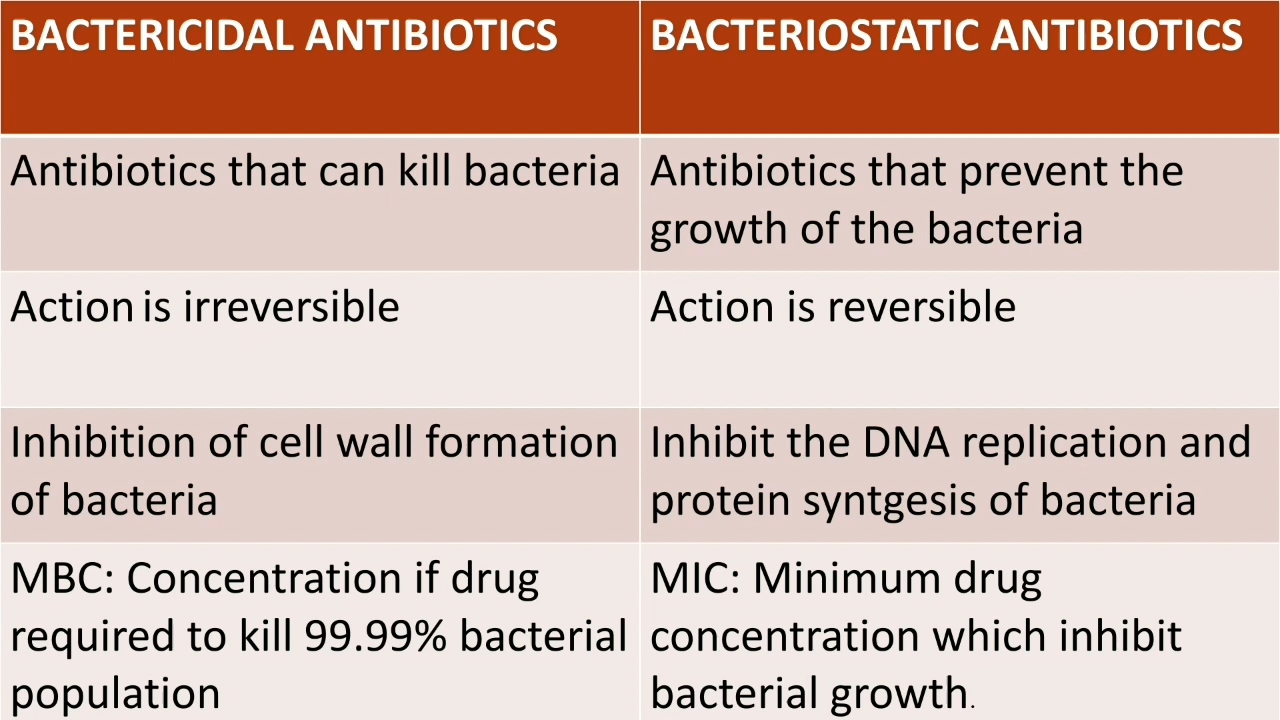 BACTERICIDAL ANTIBIOTICS
BACTERIOSTATIC ANTIBIOTICS
Antibiotics that can kill bacteria
Antibiotics that prevent the
growth of the bacteria
Action is irreversible
Action is reversible
Inhibition of cell wall formation
of bacteria
Inhibit the DNA replication and
protein syntgesis of bacteria
MBC: Concentration if drug
required to kill 99.99% bacterial
population
MIC: Minimum drug
concentration which inhibit
bacterial growth.